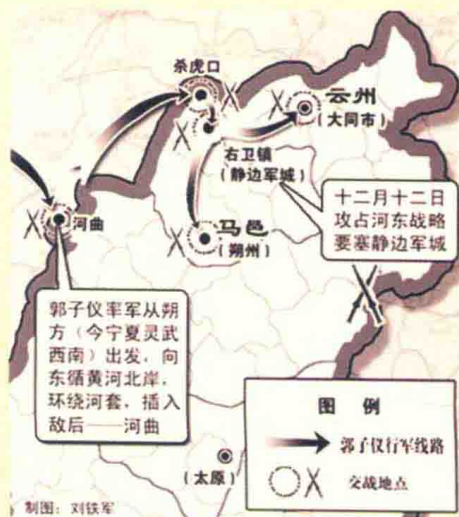 杀虎口
云州
（大同市）
右卫镇
（静边军城）
十二月十二日
攻占河东战略
要塞静边军城
河曲
马邑
（朔州）
郭子仪率军从朔
方（今宁夏灵武
西南）出发，向
东循黄河北岸，
环绕河套，插入
敌后——河曲
（太原）
图 例
郭子仪行军线路
交战地点
制图：刘铁军